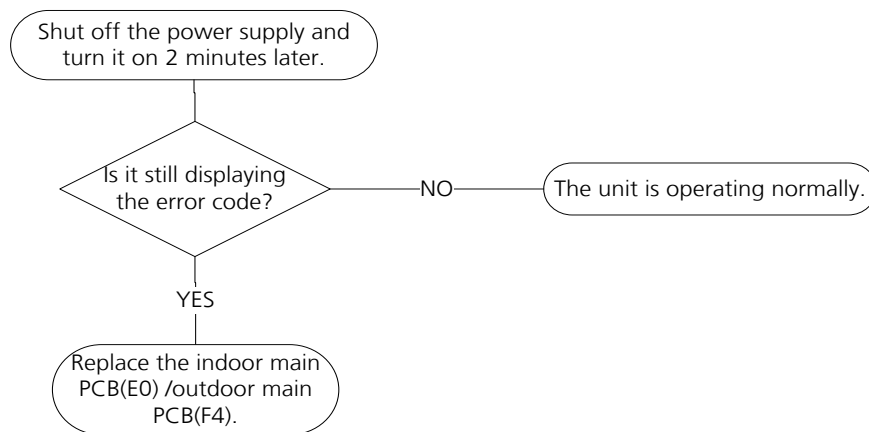 Shut off the power supply and
turn it on 2 minutes later.
Is it still displaying
the error code?
NO
The unit is operating normally.
YES
Replace the indoor main
PCB(E0) /outdoor main
PCB(F4).